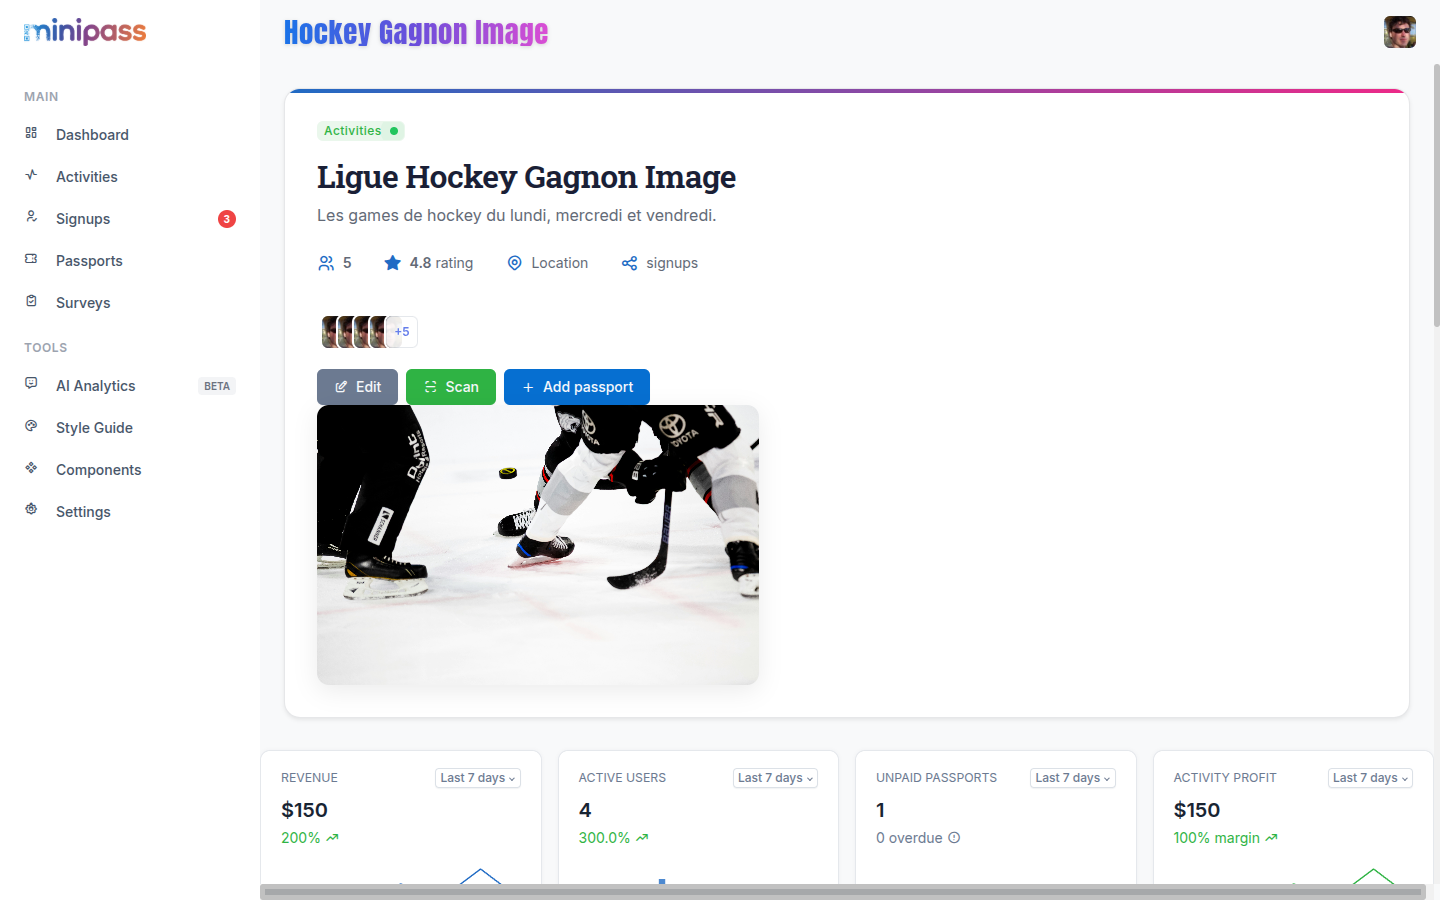 minipass
Hockey Gagnon Image
MAIN
Dashboard
Activities
Signups
3
Passports
Surveys
TOOLS
AI Analytics
BETA
Style Guide
Components
Settings
Activities
Ligue Hockey Gagnon Image
Les games de hockey du lundi, mercredi et vendredi.
5
4.8 rating
Location
signups
+5
Edit
Scan
Add passport
TOYOTA
REVENUE
Last 7 days
$150
200%
ACTIVE USERS
Last 7 days
4
300.0%
UNPAID PASSPORTS
Last 7 days
1
0 overdue
ACTIVITY PROFIT
Last 7 days
$150
100% margin